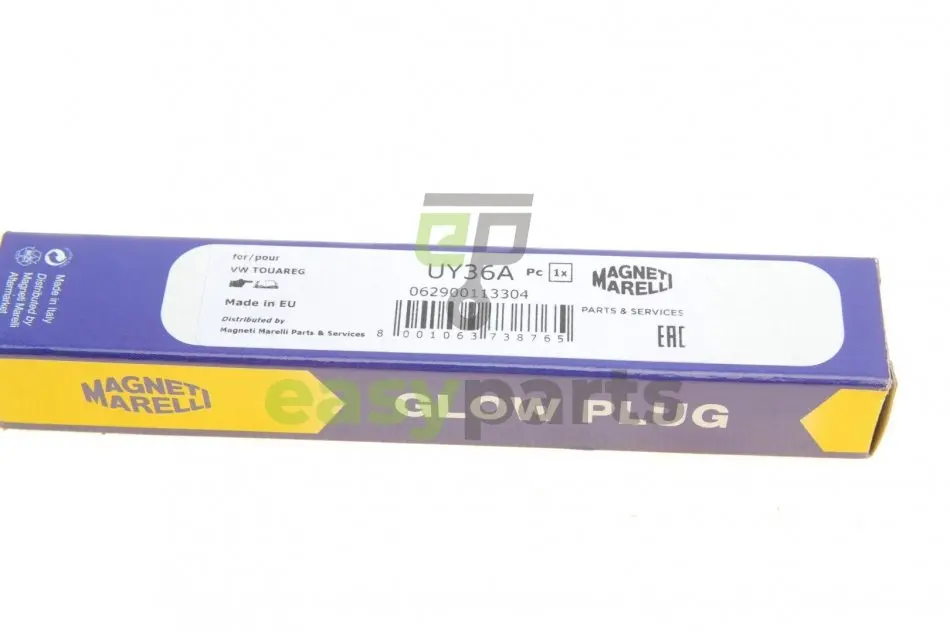 for/pour
VW TOUAREG
Made in EU
Distributed by
Magneti Marelli Parts & Services
UY36A Pc 1x
062900113304
8 001063 738765
MAGNETI
MARELLI
PARTS & SERVICES
EAC
Made in Italy
Distributed by
Magneti Marelli
Aftermarket
MAGNETI
MARELLI
GLOW PLUG
ep
easyparts